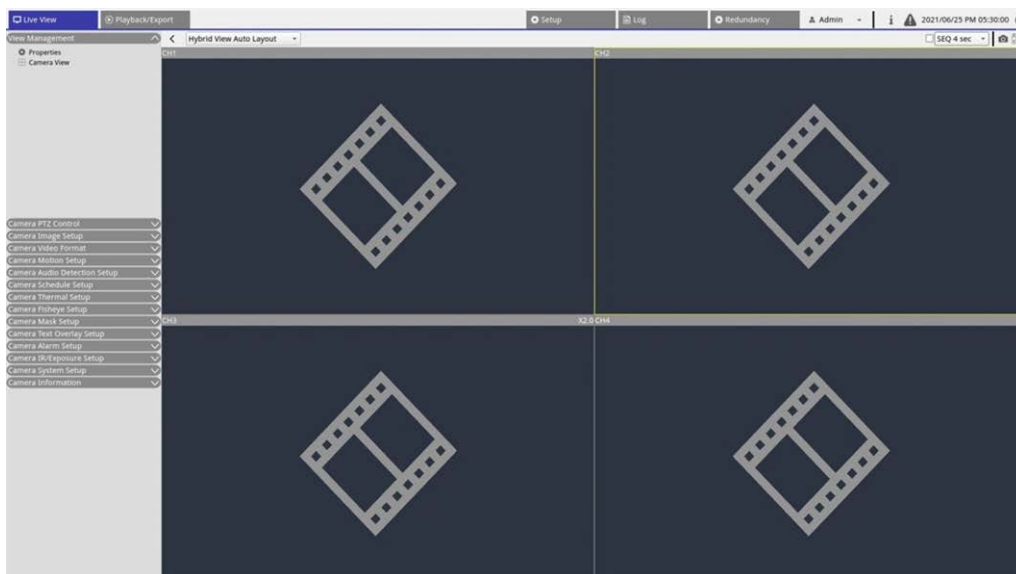 Live View
Playback/Export
Setup
Log
Redundancy
Admin
i
2021/06/25 PM 05:30:00
View Management
Hybrid View Auto Layout
SEQ 4 sec
Properties
Camera View
CH1
CH2
Camera PTZ Control
Camera Image Setup
Camera Video Format
Camera Motion Setup
Camera Audio Detection Setup
Camera Schedule Setup
Camera Thermal Setup
Camera Fisheye Setup
Camera Mask Setup
CH3
X2.0
CH4
Camera Text Overlay Setup
Camera Alarm Setup
Camera IR/Exposure Setup
Camera System Setup
Camera Information